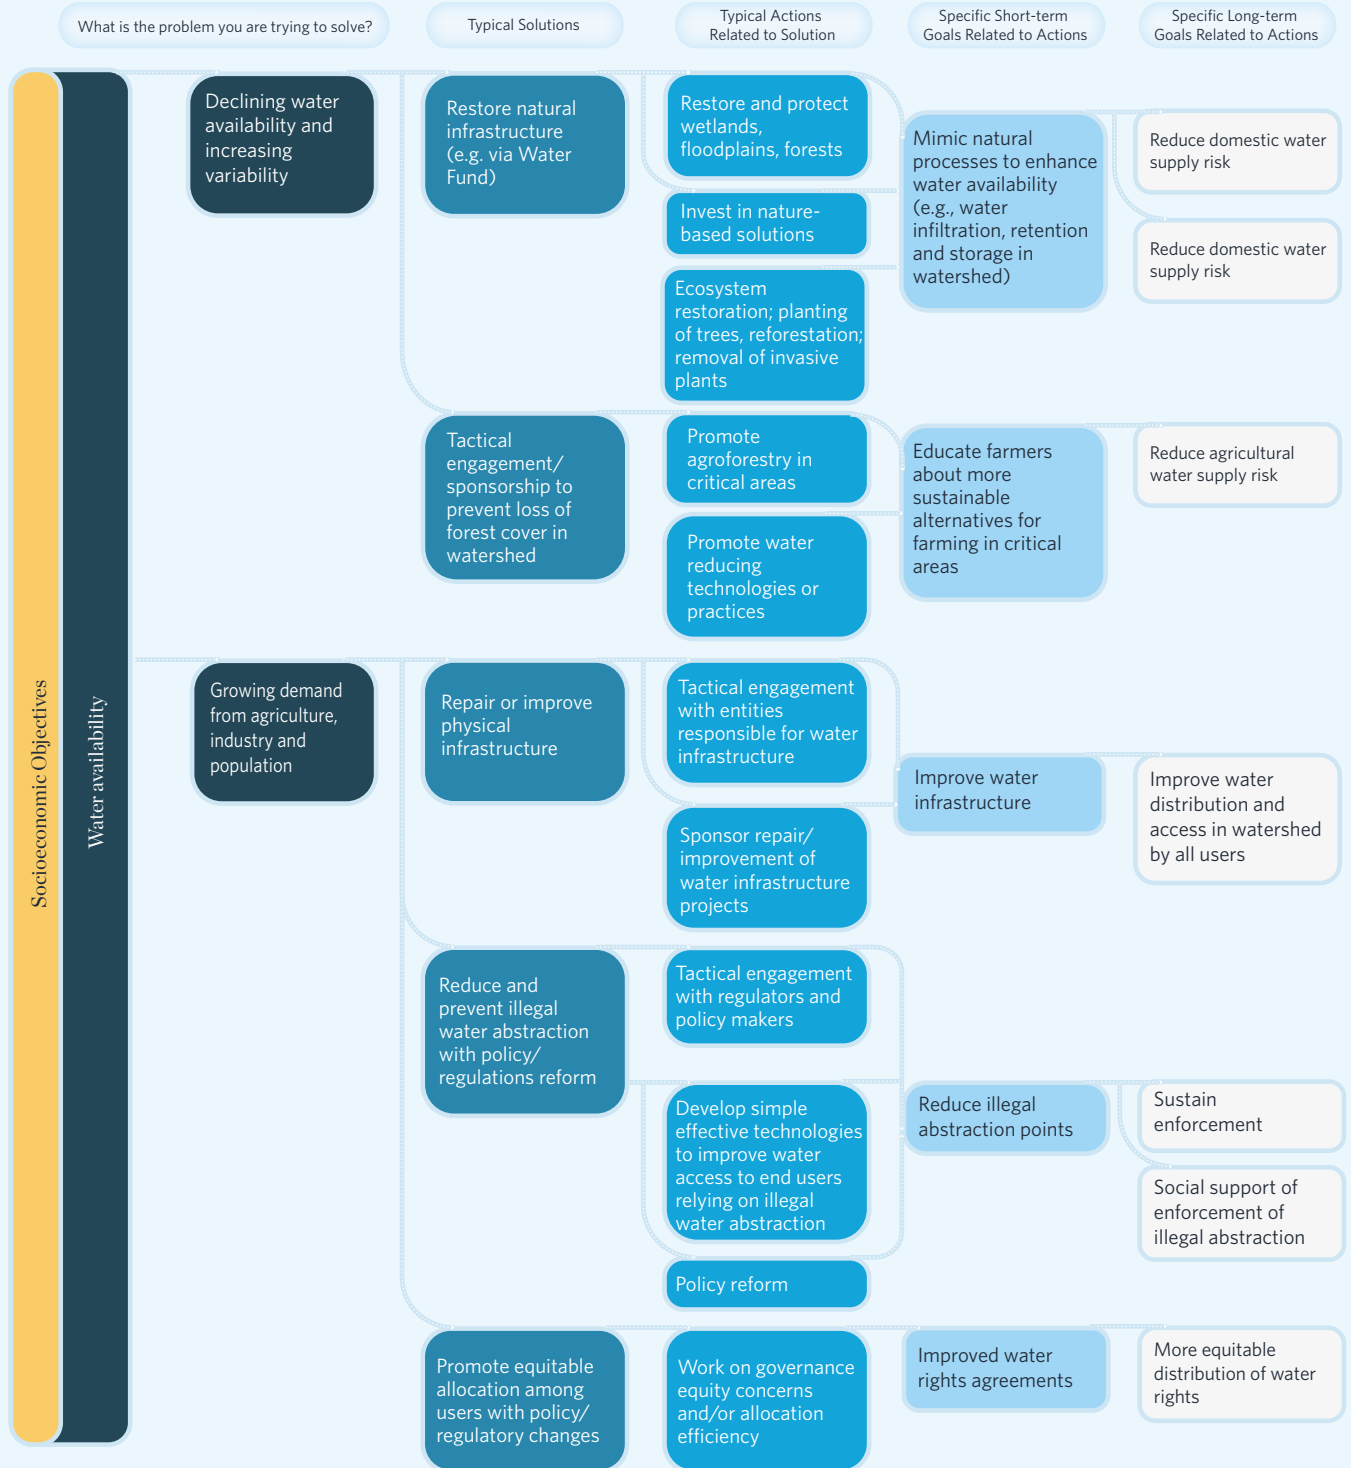 What is the problem you are trying to solve?
Typical Solutions
Typical Actions
Related to Solution
Specific Short-term
Goals Related to Actions
Specific Long-term
Goals Related to Actions
Socioeconomic Objectives
Water availability
Declining water
availability and
increasing
variability
Restore natural
infrastructure
(e.g. via Water
Fund)
Restore and protect
wetlands,
floodplains, forests
Invest in nature-
based solutions
Ecosystem
restoration; planting
of trees, reforestation;
removal of invasive
plants
Mimic natural
processes to enhance
water availability
(e.g., water
infiltration, retention
and storage in
watershed)
Reduce domestic water
supply risk
Reduce domestic water
supply risk
Tactical
engagement/
sponsorship to
prevent loss of
forest cover in
watershed
Promote
agroforestry in
critical areas
Promote water
reducing
technologies or
practices
Educate farmers
about more
sustainable
alternatives for
farming in critical
areas
Reduce agricultural
water supply risk
Growing demand
from agriculture,
industry and
population
Repair or improve
physical
infrastructure
Tactical engagement
with entities
responsible for water
infrastructure
Sponsor repair/
improvement of
water infrastructure
projects
Improve water
infrastructure
Improve water
distribution and
access in watershed
by all users
Reduce and
prevent illegal
water abstraction
with policy/
regulations reform
Tactical engagement
with regulators and
policy makers
Develop simple
effective technologies
to improve water
access to end users
relying on illegal
water abstraction
Policy reform
Reduce illegal
abstraction points
Sustain
enforcement
Social support of
enforcement of
illegal abstraction
Promote equitable
allocation among
users with policy/
regulatory changes
Work on governance
equity concerns
and/or allocation
efficiency
Improved water
rights agreements
More equitable
distribution of water
rights